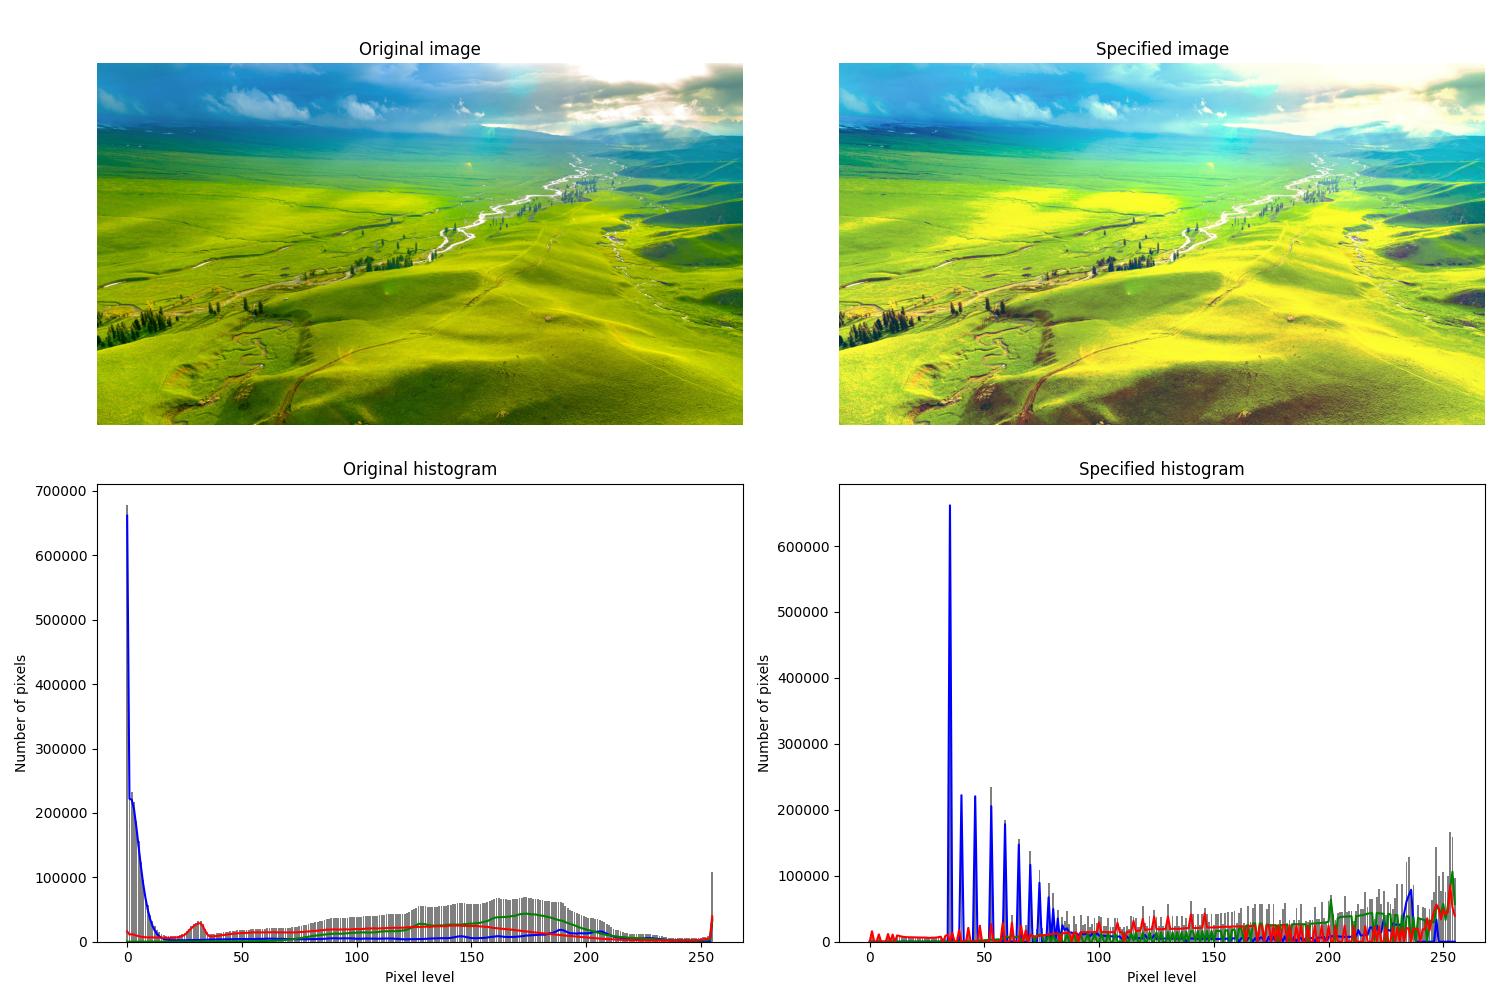 Original image
Specified image
Original histogram
Specified histogram
700000
600000
500000
400000
300000
200000
100000
0
Number of pixels
0 50 100 150 200 250
Pixel level
600000
500000
400000
300000
200000
100000
0
Number of pixels
0 50 100 150 200 250
Pixel level